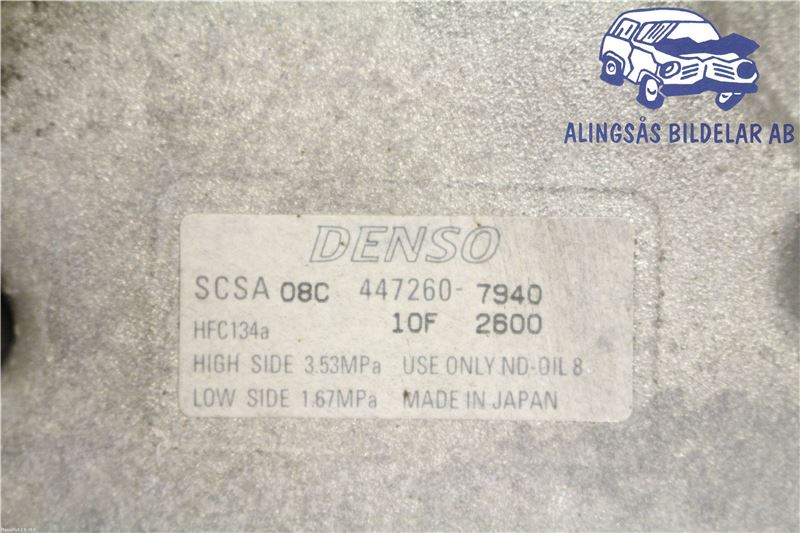 ALINGSÅS BILDELAR AB
DENSO
SCSA 08C 447260-7940
10F 2600
HFC134a
HIGH SIDE 3.53MPa USE ONLY ND-OIL 8
LOW SIDE 1.67MPa MADE IN JAPAN